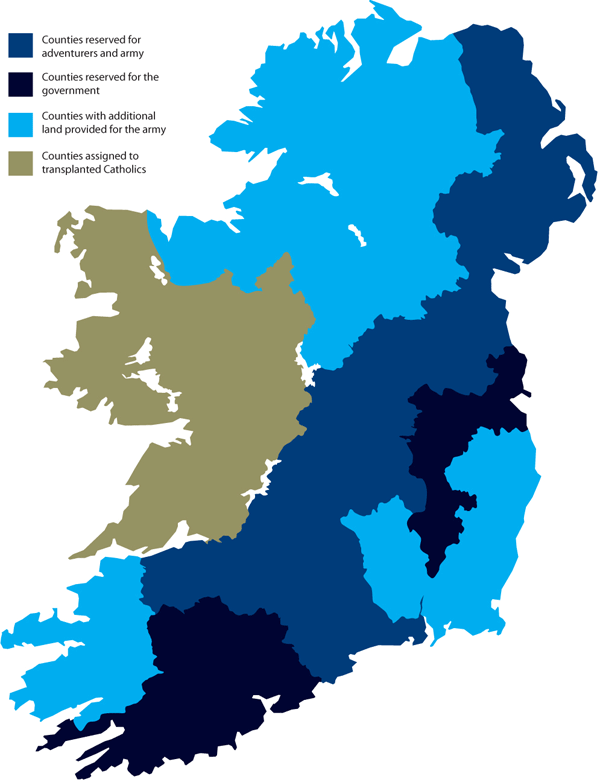 Counties reserved for
adventurers and army
Counties reserved for the
government
Counties with additional
land provided for the army
Counties assigned to
transplanted Catholics